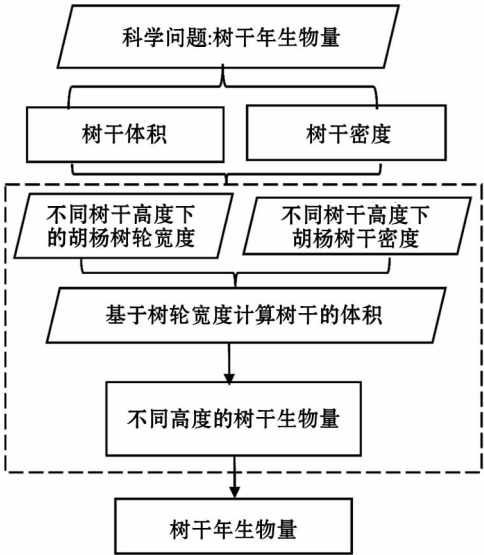 科学问题:树干年生物量
树干体积
树干密度
不同树干高度下
的胡杨树轮宽度
不同树干高度下
胡杨树干密度
基于树轮宽度计算树干的体积
不同高度的树干生物量
树干年生物量